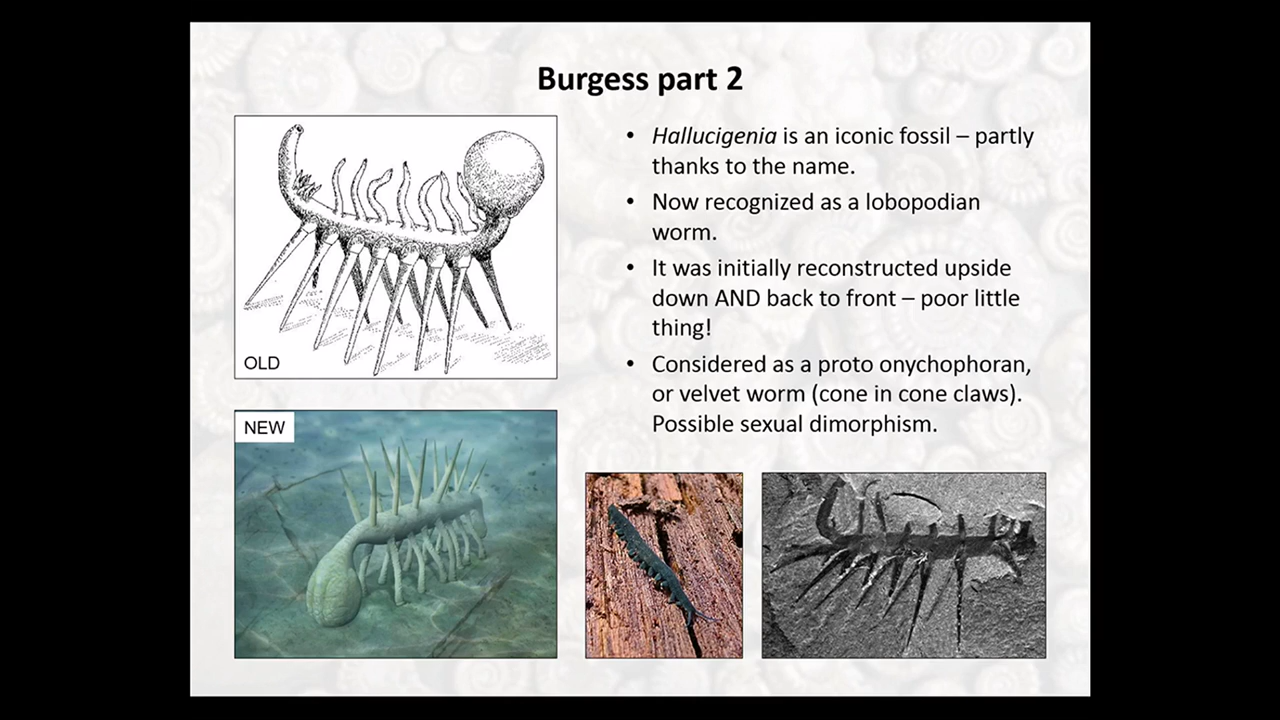 Burgess part 2
• Hallucigenia is an iconic fossil – partly
thanks to the name.
• Now recognized as a lobopodian
worm.
• It was initially reconstructed upside
down AND back to front – poor little
thing!
• Considered as a proto onychophoran,
or velvet worm (cone in cone claws).
Possible sexual dimorphism.
OLD
NEW